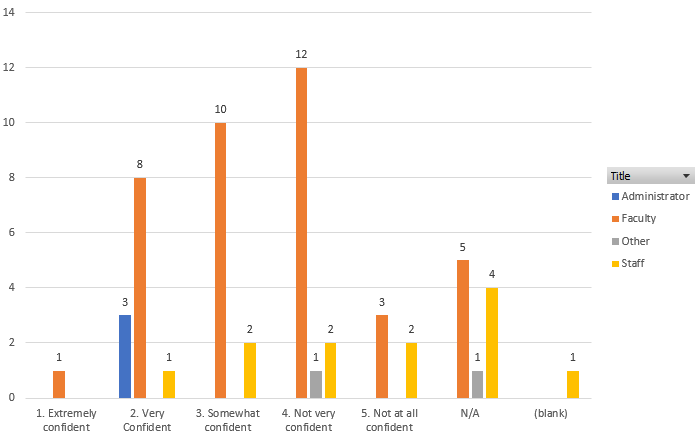 14
12
10
8
6
4
2
0
1
3
8
1
10
2
12
1
2
3
2
5
1
4
1
1. Extremely
confident
2. Very
Confident
3. Somewhat
confident
4. Not very
confident
5. Not at all
confident
N/A
(blank)
Title
Administrator
Faculty
Other
Staff